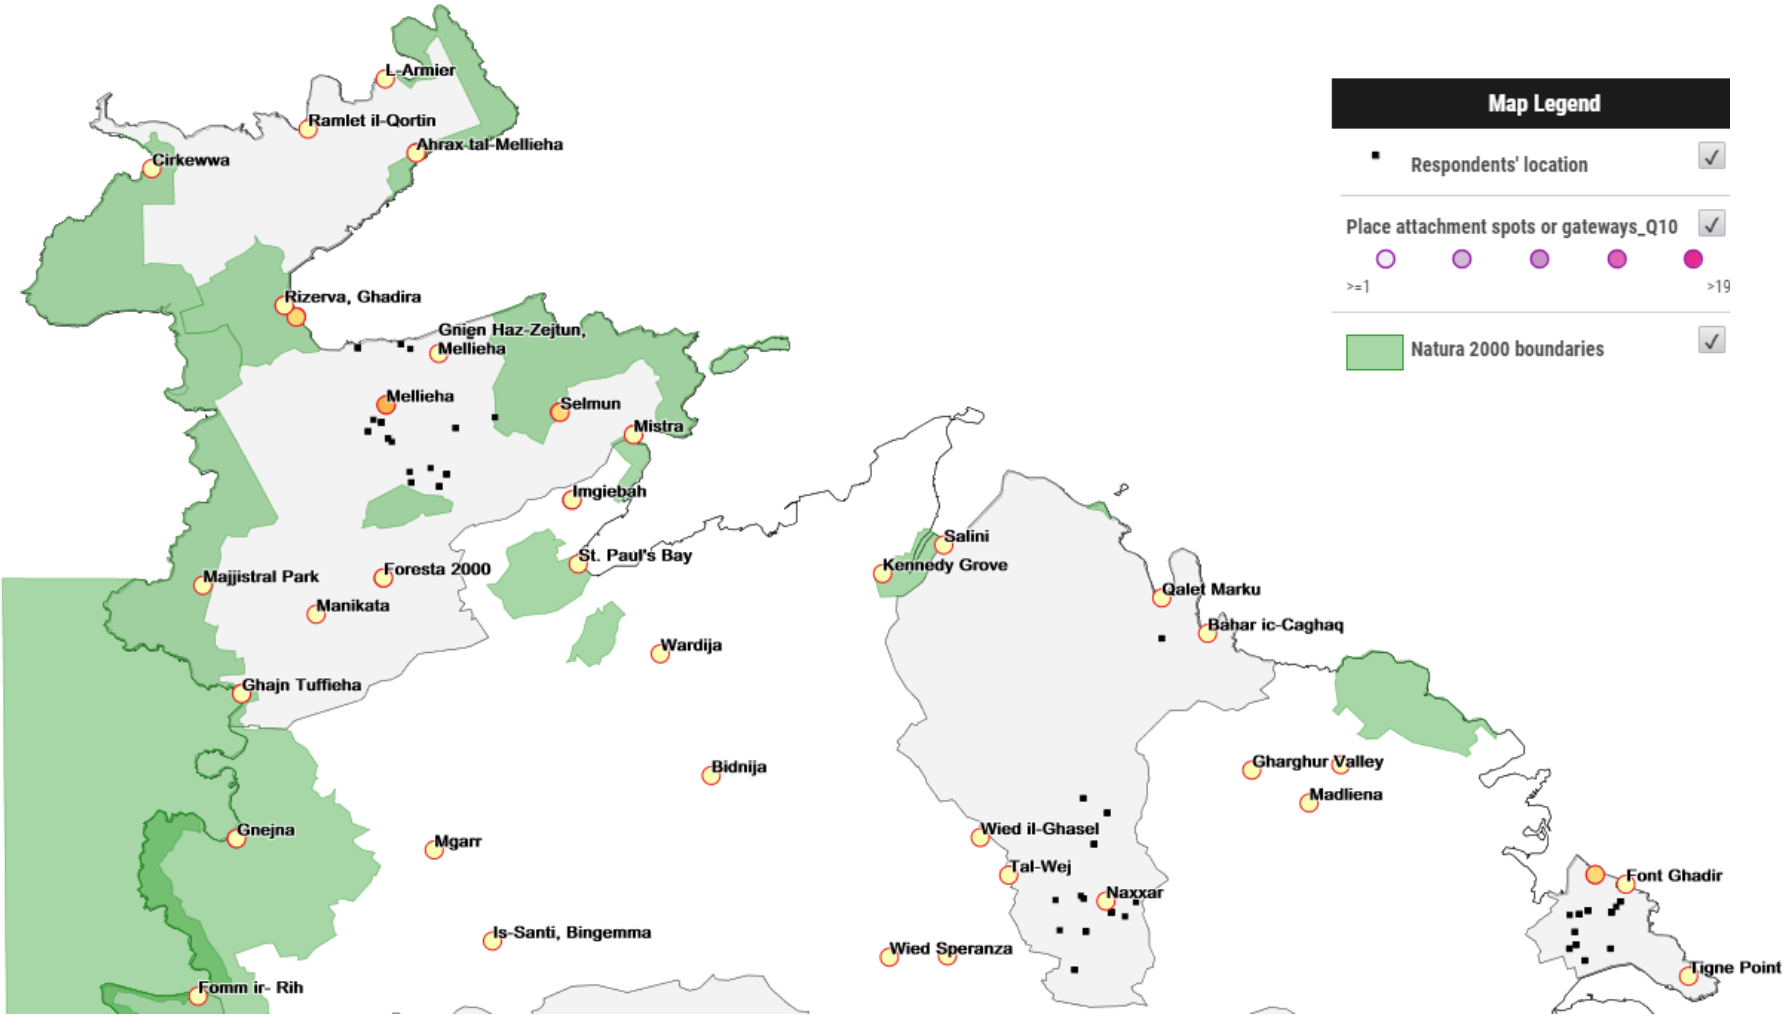 L-Armier
Ramlet il-Qortin
Ahrax tal-Mellieha
Cirkewwa
Rizerva, Ghadira
Gnien Haz-Zejtun,
Mellieha
Mellieha
Selmun
Mistra
Imgiebah
St. Paul's Bay
Salini
Kennedy Grove
Majjistral Park
Foresta 2000
Manikata
Qalet Marku
Bahar ic-Caghaq
Wardija
Ghajn Tuffieha
Bidnija
Gharghur Valley
Madliena
Gnejna
Mgarr
Wied il-Ghasel
Tal-Wej
Naxxar
Font Ghadir
Is-Santi, Bingemma
Wied Speranza
Tigne Point
Fomm ir- Rih
Map Legend
Respondents' location
Place attachment spots or gateways_Q10
>=1 >19
Natura 2000 boundaries